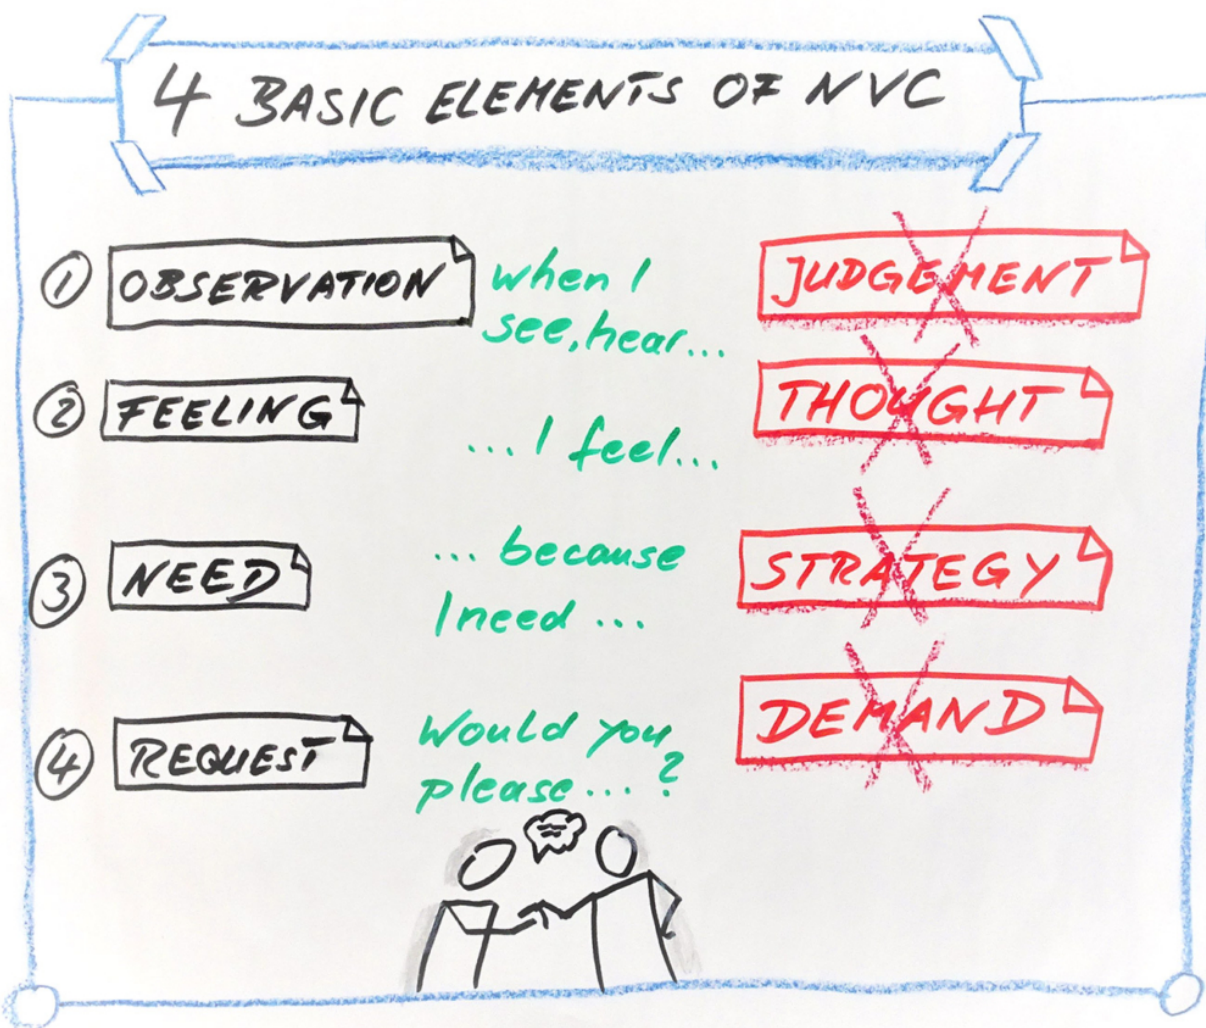 4 BASIC ELEMENTS OF NVC
1 OBSERVATION
when I
see, hear...
JUDGEMENT
2 FEELING
...I feel...
THOUGHT
3 NEED
... because
I need ...
STRATEGY
4 REQUEST
Would you
please...?
DEMAND